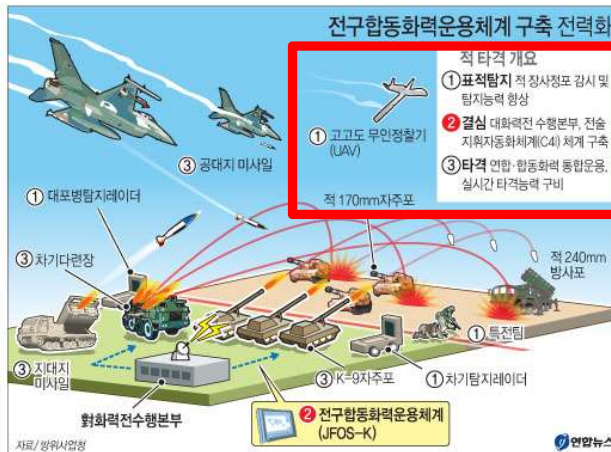 전구합동화력운용체계 구축 전력화
적 타격 개요
①표적탐지 적 장사정포 감시 및
탐지능력 향상
① 고고도 무인정찰기
(UAV)
❷결심 대화력전 수행본부, 전술
지휘자동화체계(C4I) 체계 구축
③타격 연합·합동화력 통합운용,
실시간 타격능력 구비
③ 공대지 미사일
① 대포병탐지레이더
적 170mm자주포
③ 차기다련장
적 240mm
방사포
① 특전팀
③ 지대지
미사일
③ K-9자주포
① 차기탐지레이더
對화력전수행본부
❷ 전구합동화력운용체계
(JFOS-K)
자료/방위사업청
연합뉴스